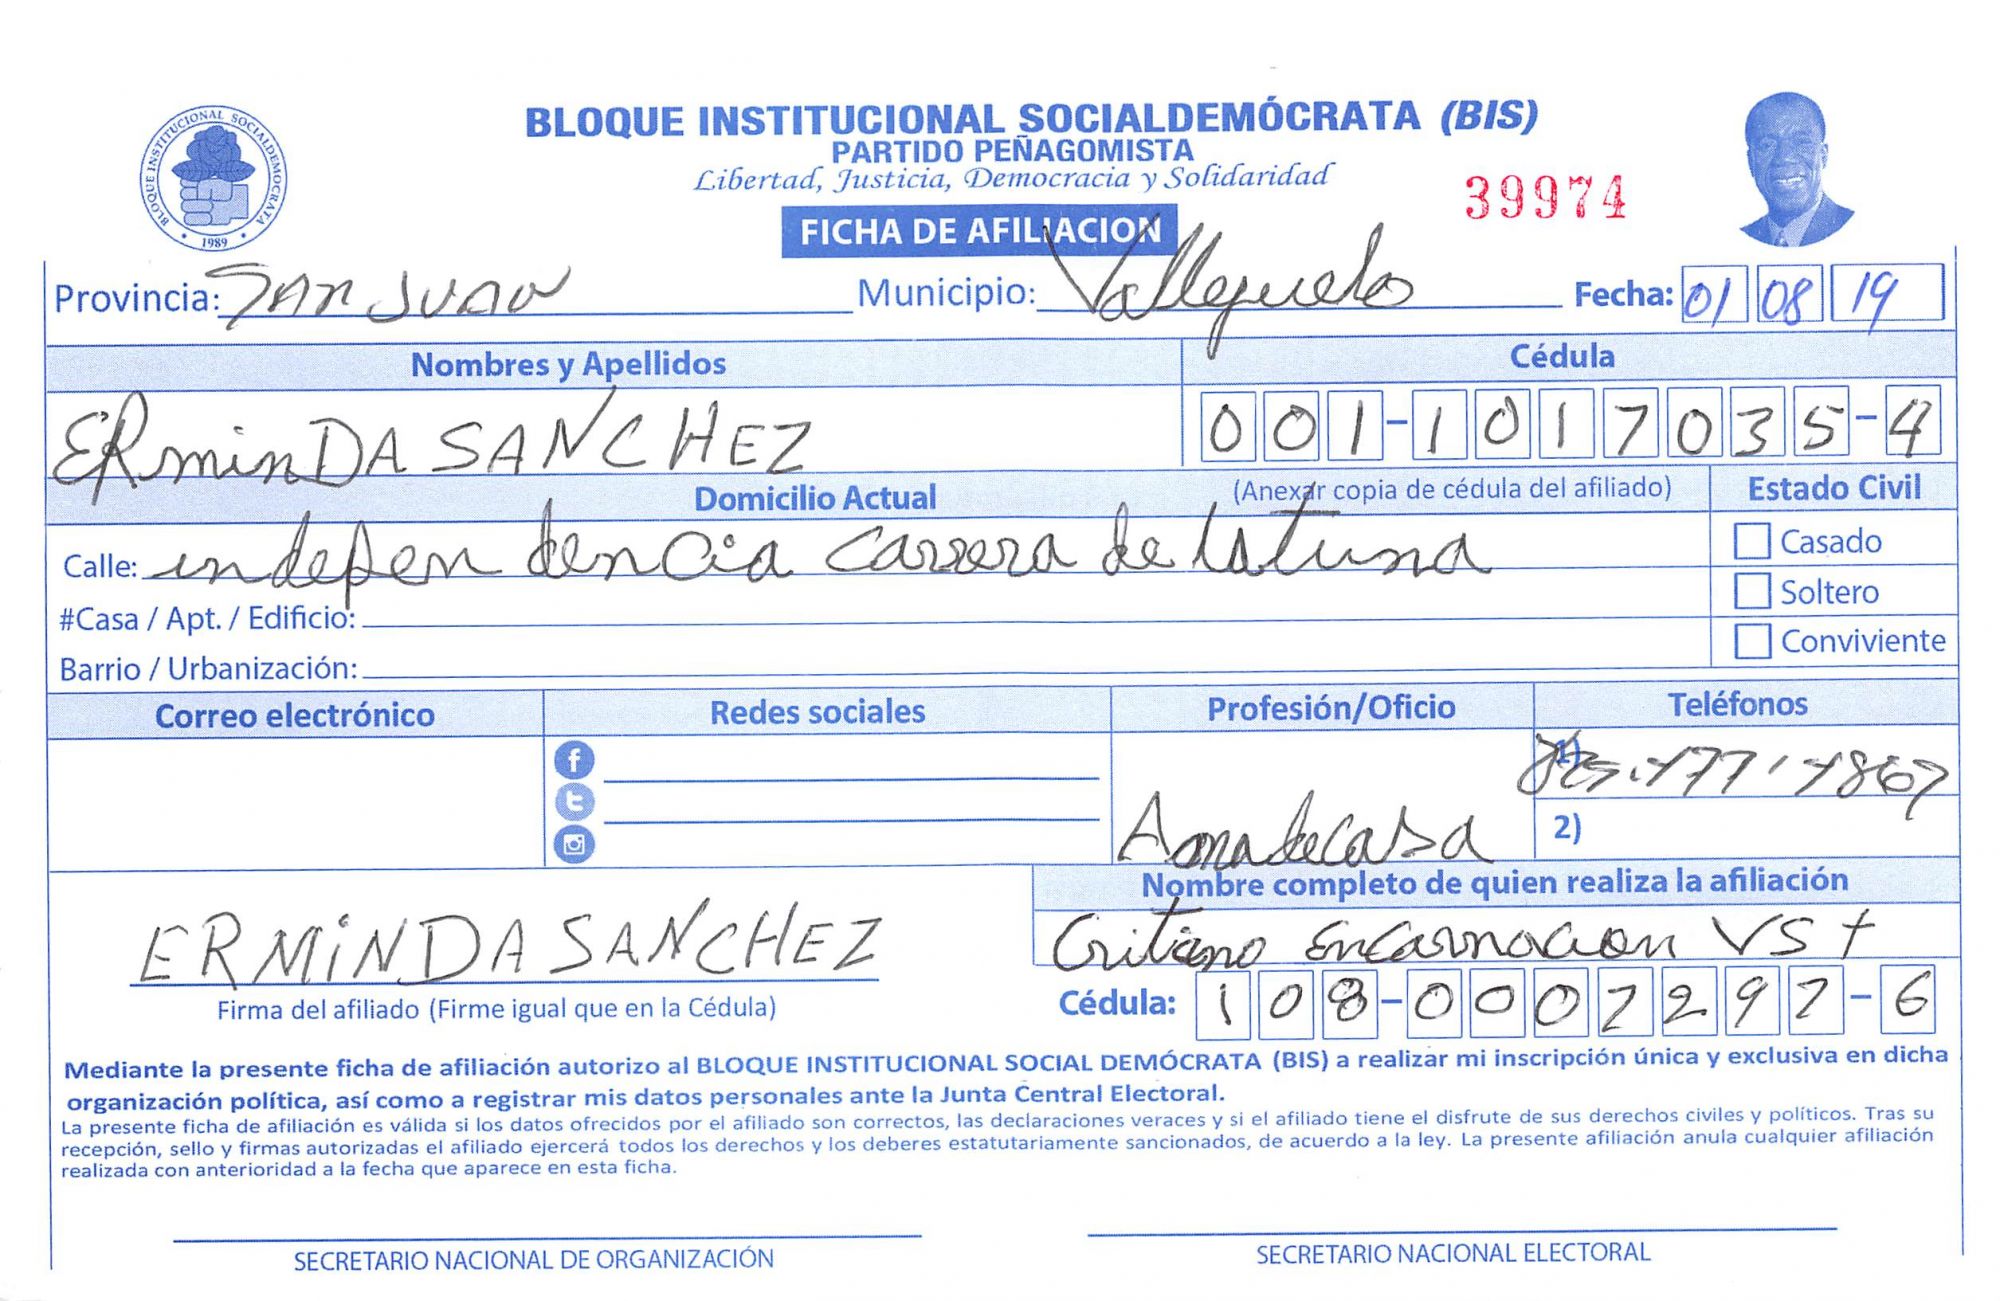 BLOQUE INSTITUCIONAL SOCIALDEMÓCRATA (BIS)
PARTIDO PEÑAGOMISTA
Libertad, Justicia, Democracia y Solidaridad
39974
BLOQUE INSTITUCIONAL SOCIALDEMOCRATA
1989
FICHA DE AFILIACION
Provincia: SAN JUAN Municipio: Vallejuelo Fecha: 01 08 19
Nombres y Apellidos Cédula
ERminDA SANCHEZ 001-1017035-4
Domicilio Actual (Anexar copia de cédula del afiliado) Estado Civil
Calle: independencia carrera de la tuna
Casado
#Casa / Apt. / Edificio: Soltero
Barrio / Urbanización: Conviviente
Correo electrónico Redes sociales Profesión/Oficio Teléfonos
1)
Ama de casa 2)
Nombre completo de quien realiza la afiliación
ERMiNDA SANCHEZ Encarnacion
Firma del afiliado (Firme igual que en la Cédula) Cédula: 108-0007297-6
Mediante la presente ficha de afiliación autorizo al BLOQUE INSTITUCIONAL SOCIAL DEMÓCRATA (BIS) a realizar mi inscripción única y exclusiva en dicha
organización política, así como a registrar mis datos personales ante la Junta Central Electoral.
La presente ficha de afiliación es válida si los datos ofrecidos por el afiliado son correctos, las declaraciones veraces y si el afiliado tiene el disfrute de sus derechos civiles y políticos. Tras su
recepción, sello y firmas autorizadas el afiliado ejercerá todos los derechos y los deberes estatutariamente sancionados, de acuerdo a la ley. La presente afiliación anula cualquier afiliación
realizada con anterioridad a la fecha que aparece en esta ficha.
SECRETARIO NACIONAL DE ORGANIZACIÓN SECRETARIO NACIONAL ELECTORAL